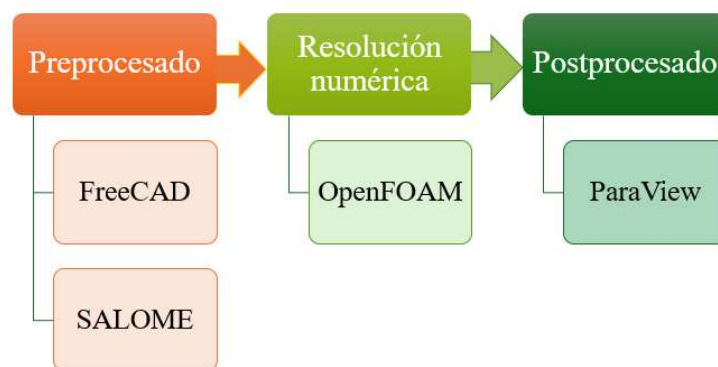 Preprocesado
Resolución
numérica
Postprocesado
FreeCAD
OpenFOAM
ParaView
SALOME